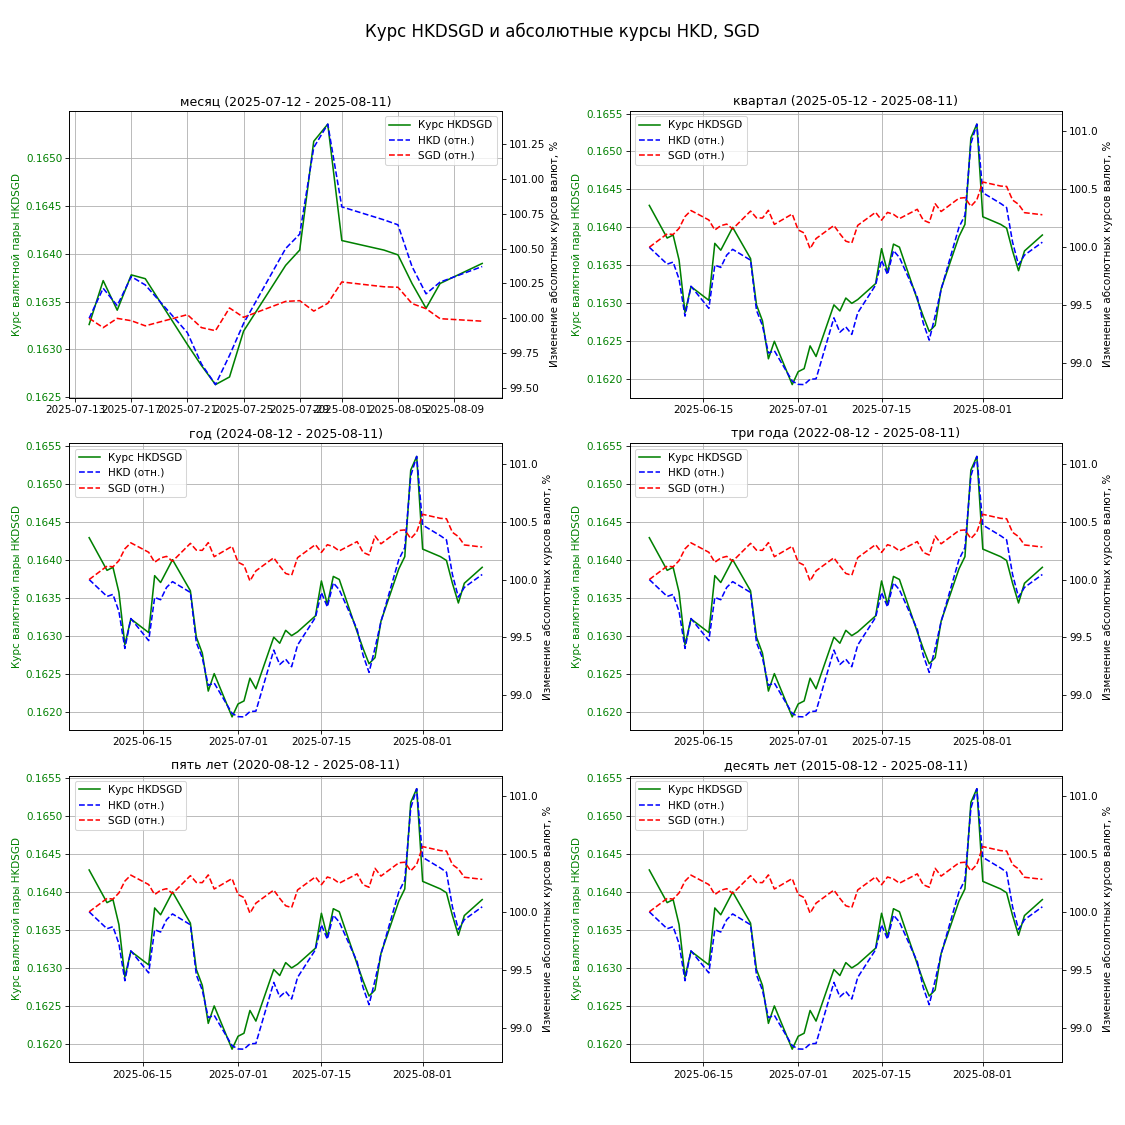 Курс HKDSGD и абсолютные курсы HKD, SGD
месяц (2025-07-12 - 2025-08-11)
Курс валютной пары HKDSGD
0.1650
0.1645
0.1640
0.1635
0.1630
0.1625
Курс HKDSGD
HKD (отн.)
SGD (отн.)
101.25
101.00
100.75
100.50
100.25
100.00
99.75
99.50
Изменение абсолютных курсов валют, %
2025-07-13 2025-07-17 2025-07-21 2025-07-25 2025-07-29 2025-08-01 2025-08-05 2025-08-09
квартал (2025-05-12 - 2025-08-11)
Курс валютной пары HKDSGD
0.1655
0.1650
0.1645
0.1640
0.1635
0.1630
0.1625
0.1620
Курс HKDSGD
HKD (отн.)
SGD (отн.)
101.0
100.5
100.0
99.5
99.0
Изменение абсолютных курсов валют, %
2025-06-15 2025-07-01 2025-07-15 2025-08-01
год (2024-08-12 - 2025-08-11)
Курс валютной пары HKDSGD
0.1655
0.1650
0.1645
0.1640
0.1635
0.1630
0.1625
0.1620
Курс HKDSGD
HKD (отн.)
SGD (отн.)
101.0
100.5
100.0
99.5
99.0
Изменение абсолютных курсов валют, %
2025-06-15 2025-07-01 2025-07-15 2025-08-01
три года (2022-08-12 - 2025-08-11)
Курс валютной пары HKDSGD
0.1655
0.1650
0.1645
0.1640
0.1635
0.1630
0.1625
0.1620
Курс HKDSGD
HKD (отн.)
SGD (отн.)
101.0
100.5
100.0
99.5
99.0
Изменение абсолютных курсов валют, %
2025-06-15 2025-07-01 2025-07-15 2025-08-01
пять лет (2020-08-12 - 2025-08-11)
Курс валютной пары HKDSGD
0.1655
0.1650
0.1645
0.1640
0.1635
0.1630
0.1625
0.1620
Курс HKDSGD
HKD (отн.)
SGD (отн.)
101.0
100.5
100.0
99.5
99.0
Изменение абсолютных курсов валют, %
2025-06-15 2025-07-01 2025-07-15 2025-08-01
десять лет (2015-08-12 - 2025-08-11)
Курс валютной пары HKDSGD
0.1655
0.1650
0.1645
0.1640
0.1635
0.1630
0.1625
0.1620
Курс HKDSGD
HKD (отн.)
SGD (отн.)
101.0
100.5
100.0
99.5
99.0
Изменение абсолютных курсов валют, %
2025-06-15 2025-07-01 2025-07-15 2025-08-01